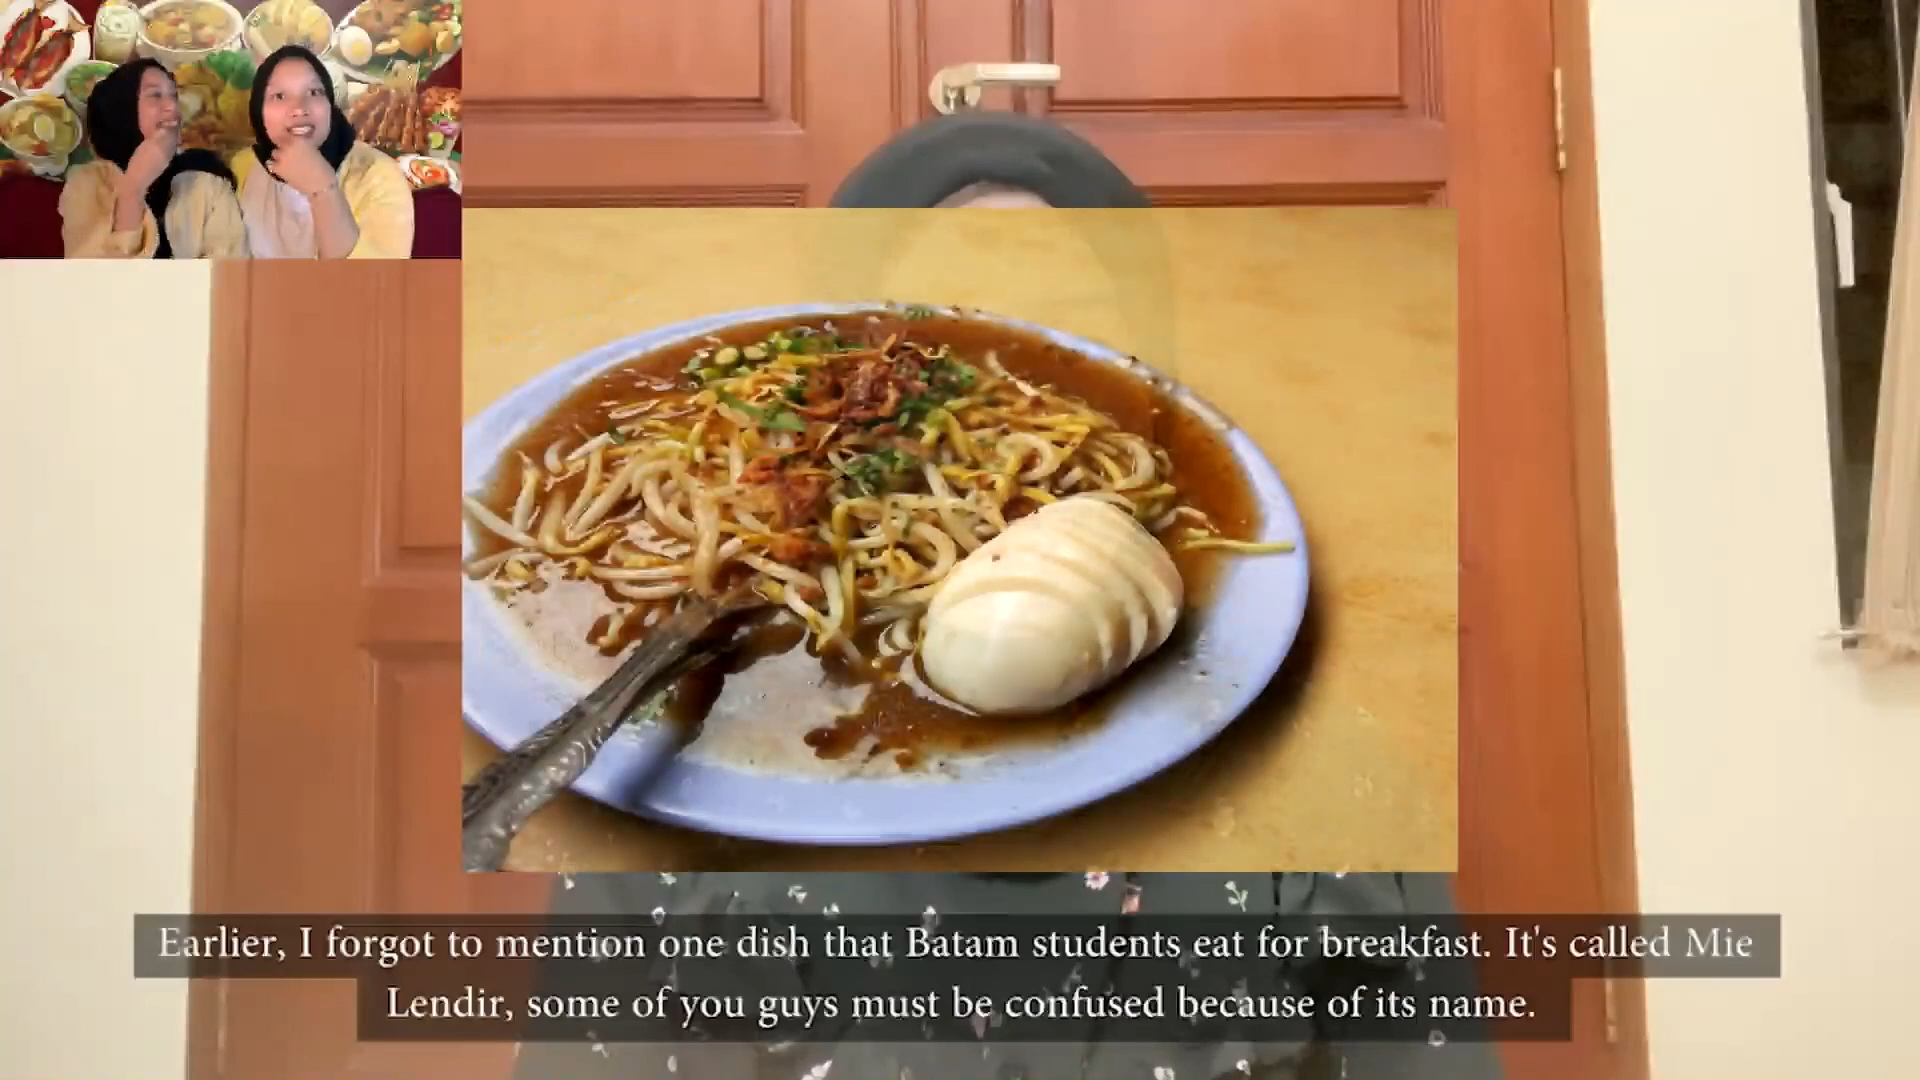 Earlier, I forgot to mention one dish that Batam students eat for breakfast. It's called Mie
Lendir, some of you guys must be confused because of its name.